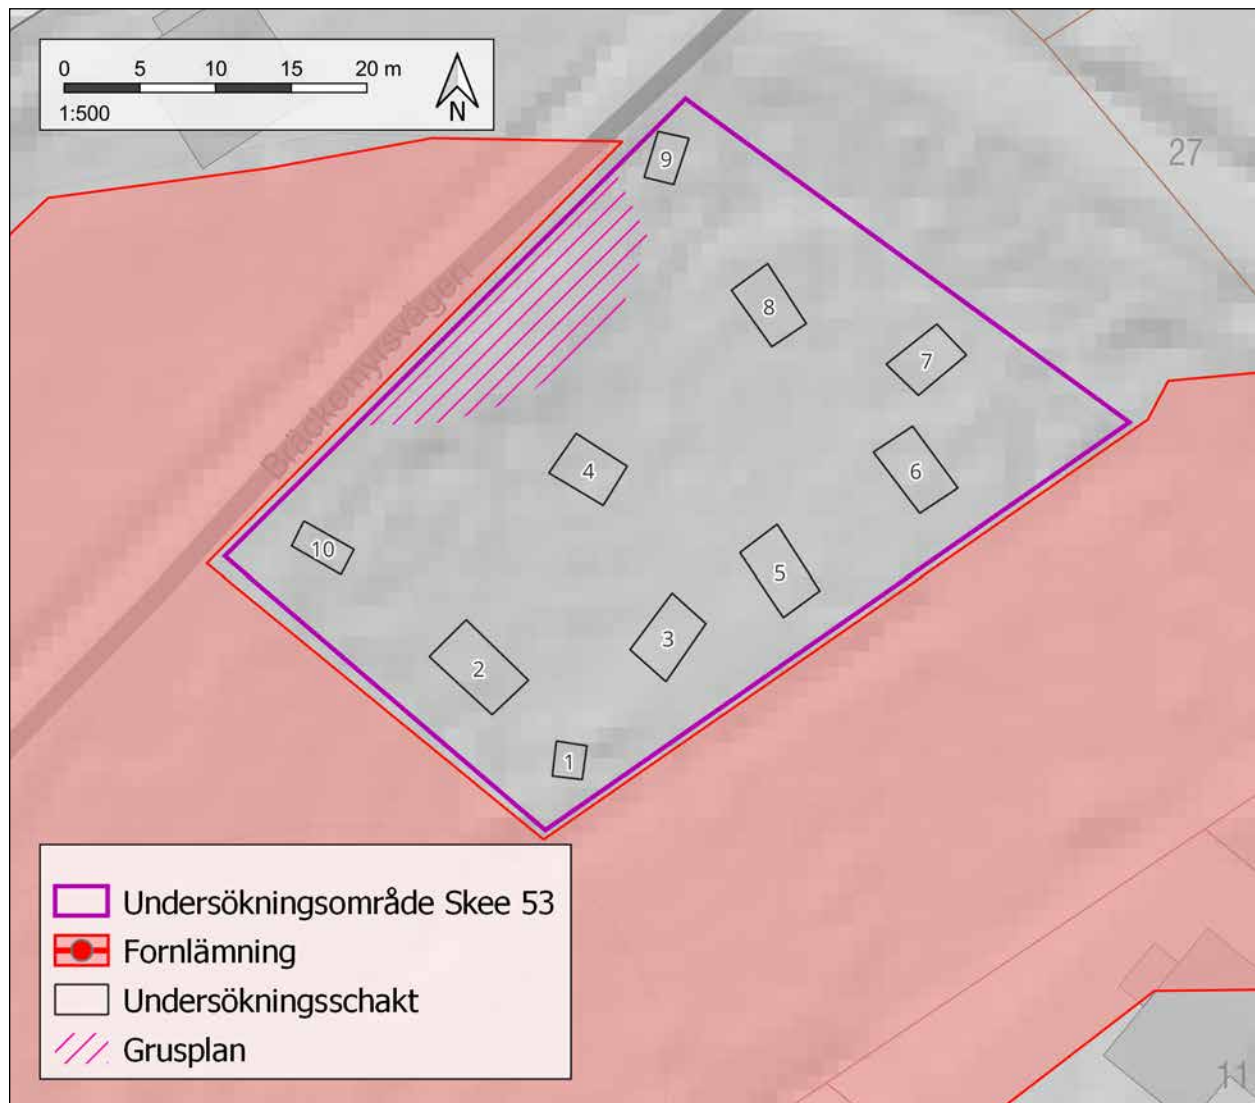 0 5 10 15 20 m
1:500
N
27
9
8
7
Bräckemyrsvägen
4
6
10
5
3
2
1
Undersökningsområde Skee 53
Fornlämning
Undersökningsschakt
Grusplan
11